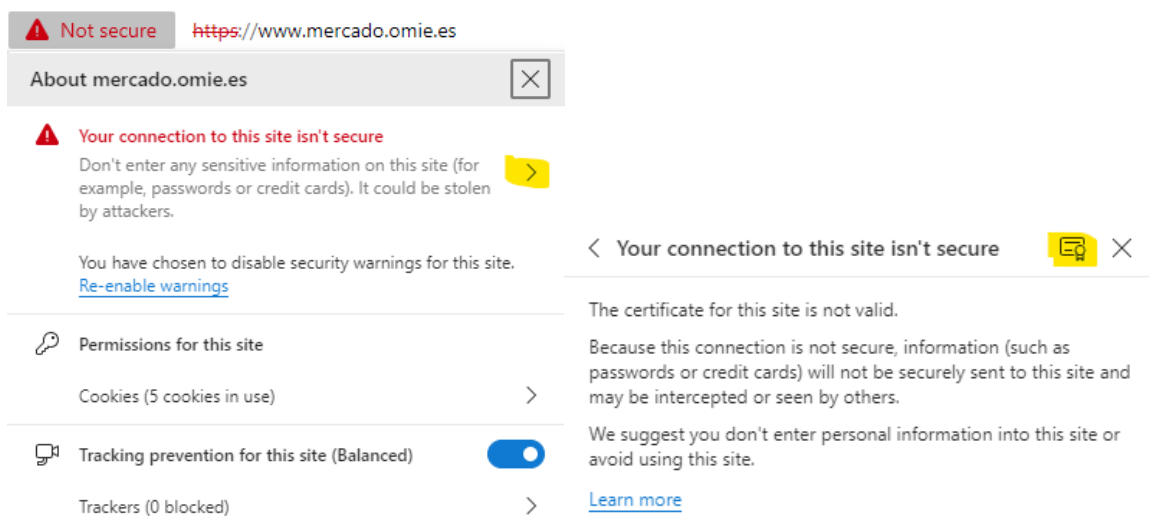 Not secure
https://www.mercado.omie.es
About mercado.omie.es
Your connection to this site isn't secure
Don't enter any sensitive information on this site (for
example, passwords or credit cards). It could be stolen
by attackers.
You have chosen to disable security warnings for this site.
Re-enable warnings
Permissions for this site
Cookies (5 cookies in use)
Tracking prevention for this site (Balanced)
Trackers (0 blocked)
Your connection to this site isn't secure
The certificate for this site is not valid.
Because this connection is not secure, information (such as
passwords or credit cards) will not be securely sent to this site and
may be intercepted or seen by others.
We suggest you don't enter personal information into this site or
avoid using this site.
Learn more